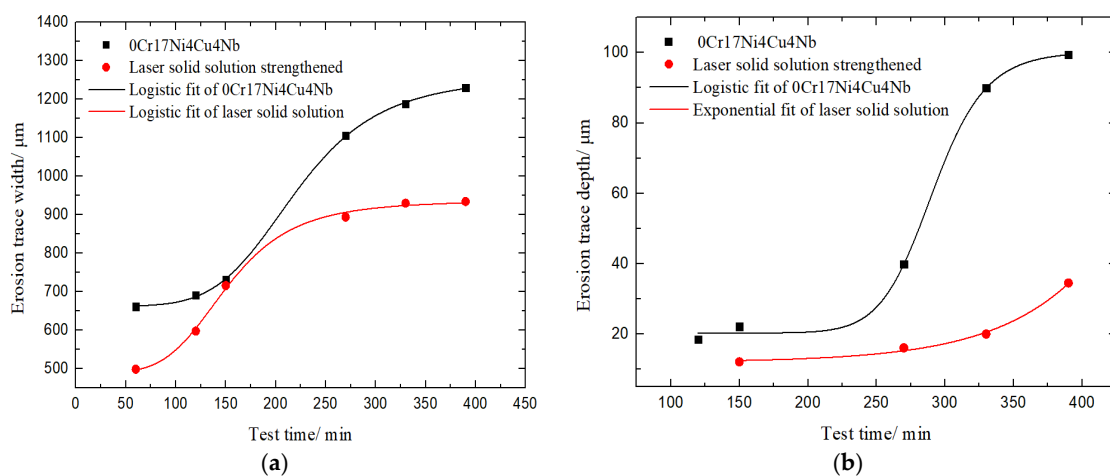 1400
1300
1200
1100
1000
900
800
700
600
500
Erosion trace width/ μm
0Cr17Ni4Cu4Nb
Laser solid solution strengthened
Logistic fit of 0Cr17Ni4Cu4Nb
Logistic fit of laser solid solution
0 50 100 150 200 250 300 350 400 450
Test time/ min
(a)
100
80
60
40
20
Erosion trace depth/ μm
0Cr17Ni4Cu4Nb
Laser solid solution strengthened
Logistic fit of 0Cr17Ni4Cu4Nb
Exponential fit of laser solid solution
100 150 200 250 300 350 400
Test time/ min
(b)